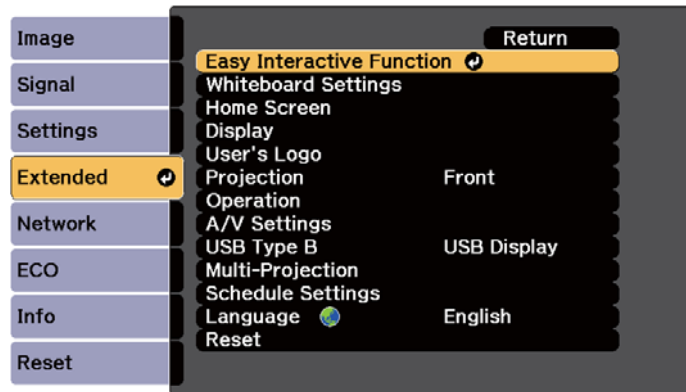 Image
Signal
Settings
Extended
Network
ECO
Info
Reset
Return
Easy Interactive Function
Whiteboard Settings
Home Screen
Display
User's Logo
Projection Front
Operation
A/V Settings
USB Type B USB Display
Multi-Projection
Schedule Settings
Language English
Reset